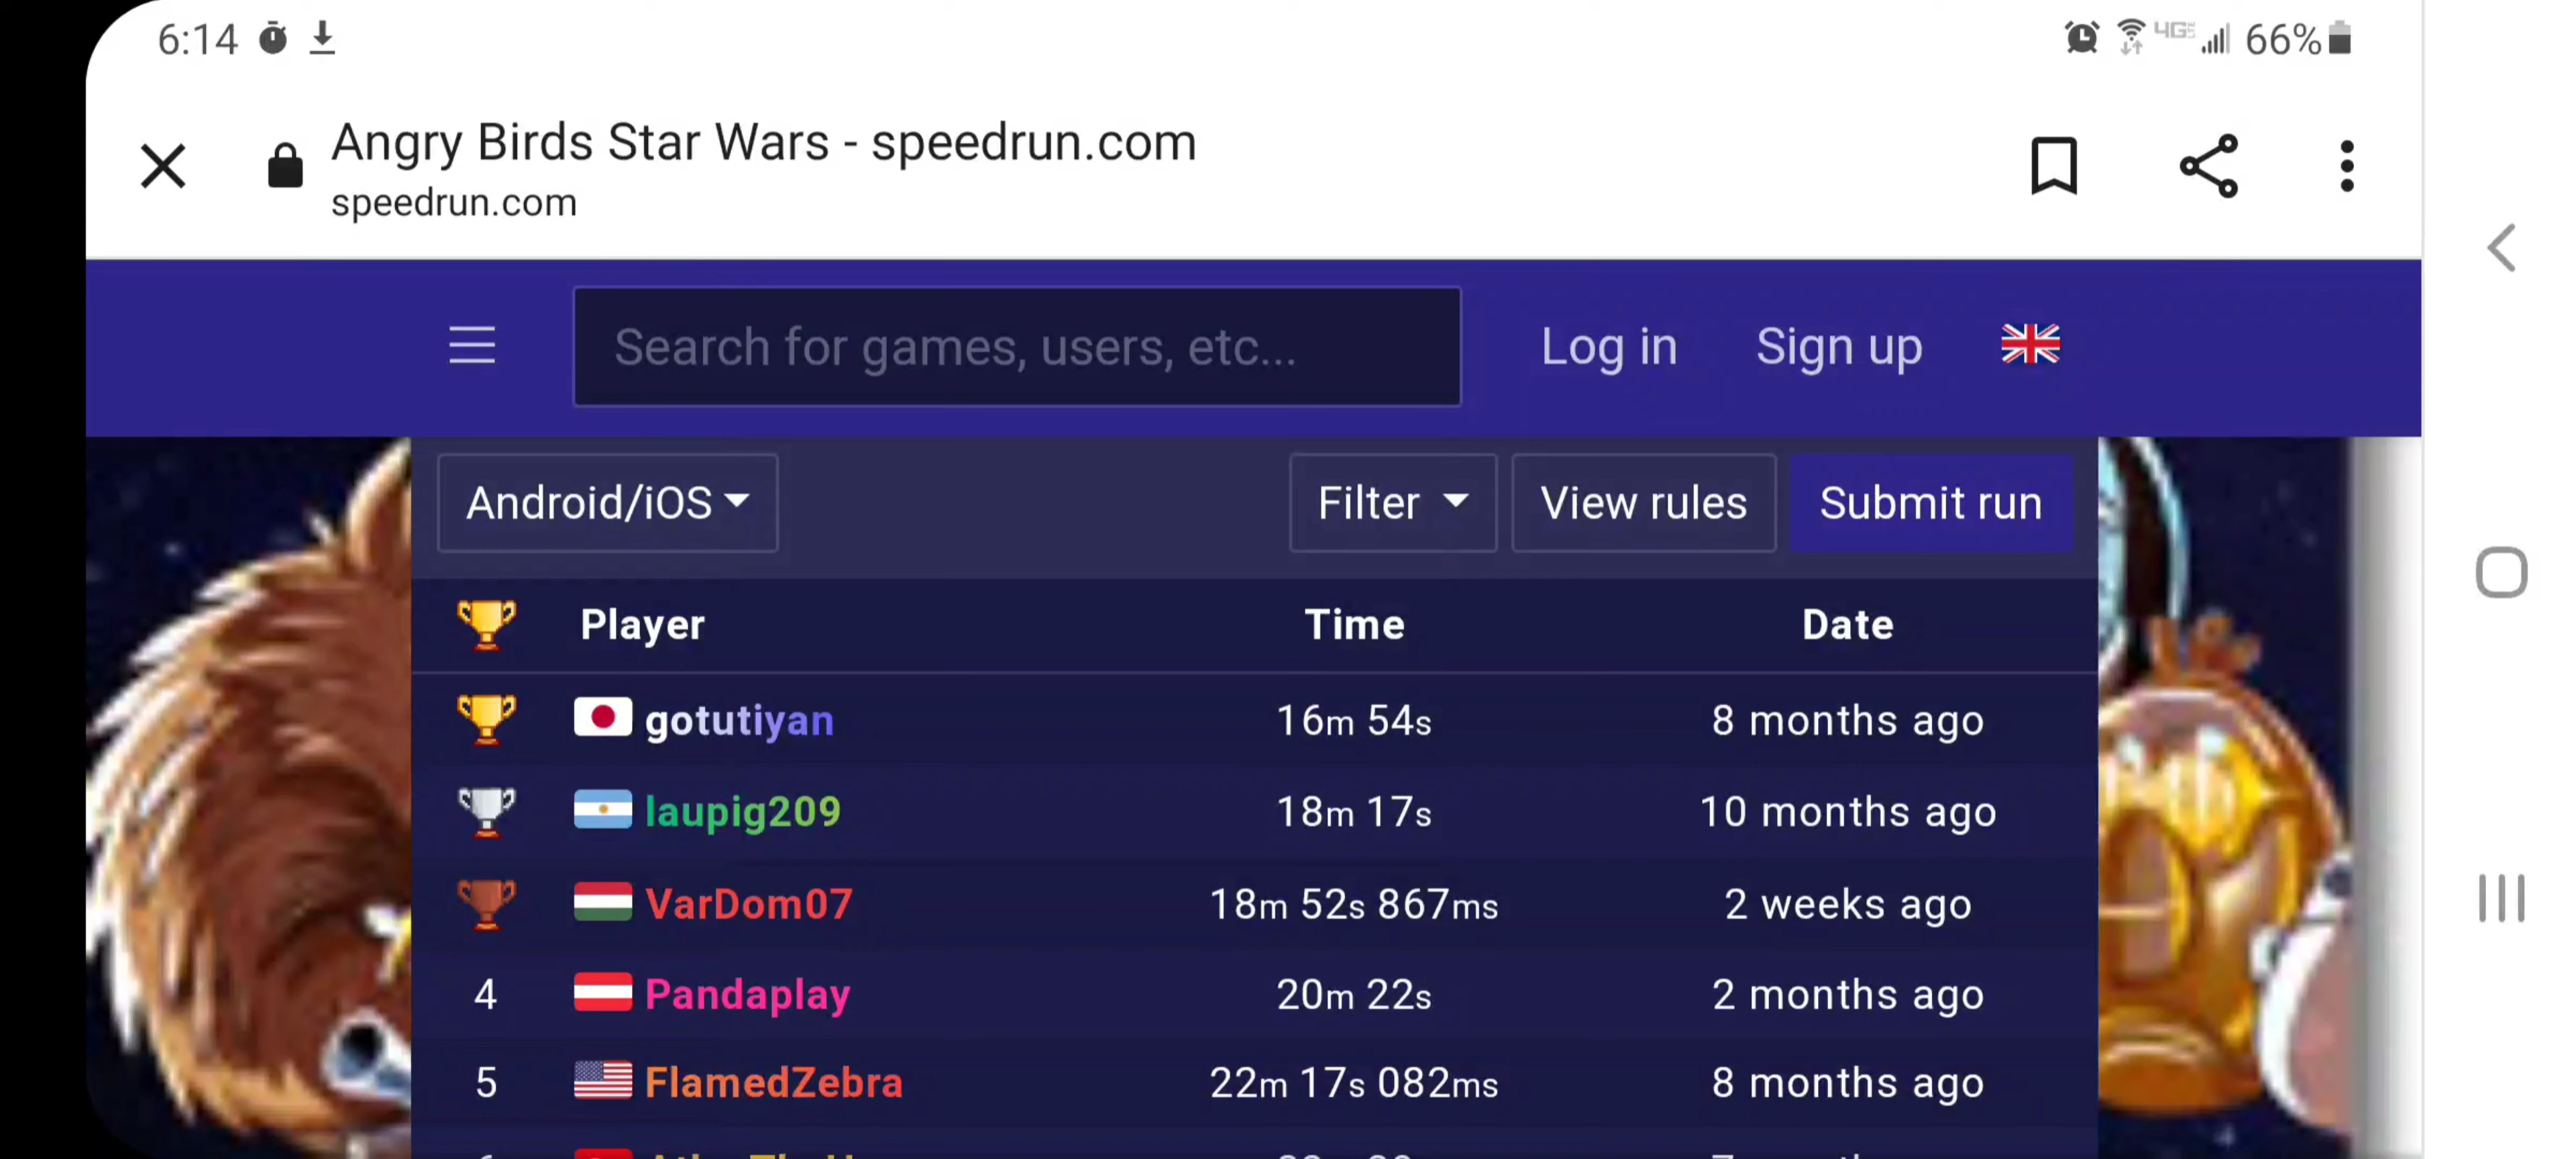 6:14 4G 66%
Angry Birds Star Wars - speedrun.com
speedrun.com
Search for games, users, etc... Log in Sign up
Android/iOS Filter View rules Submit run
Player Time Date
gotutiyan 16m 54s 8 months ago
laupig209 18m 17s 10 months ago
VarDom07 18m 52s 867ms 2 weeks ago
4 Pandaplay 20m 22s 2 months ago
5 FlamedZebra 22m 17s 082ms 8 months ago